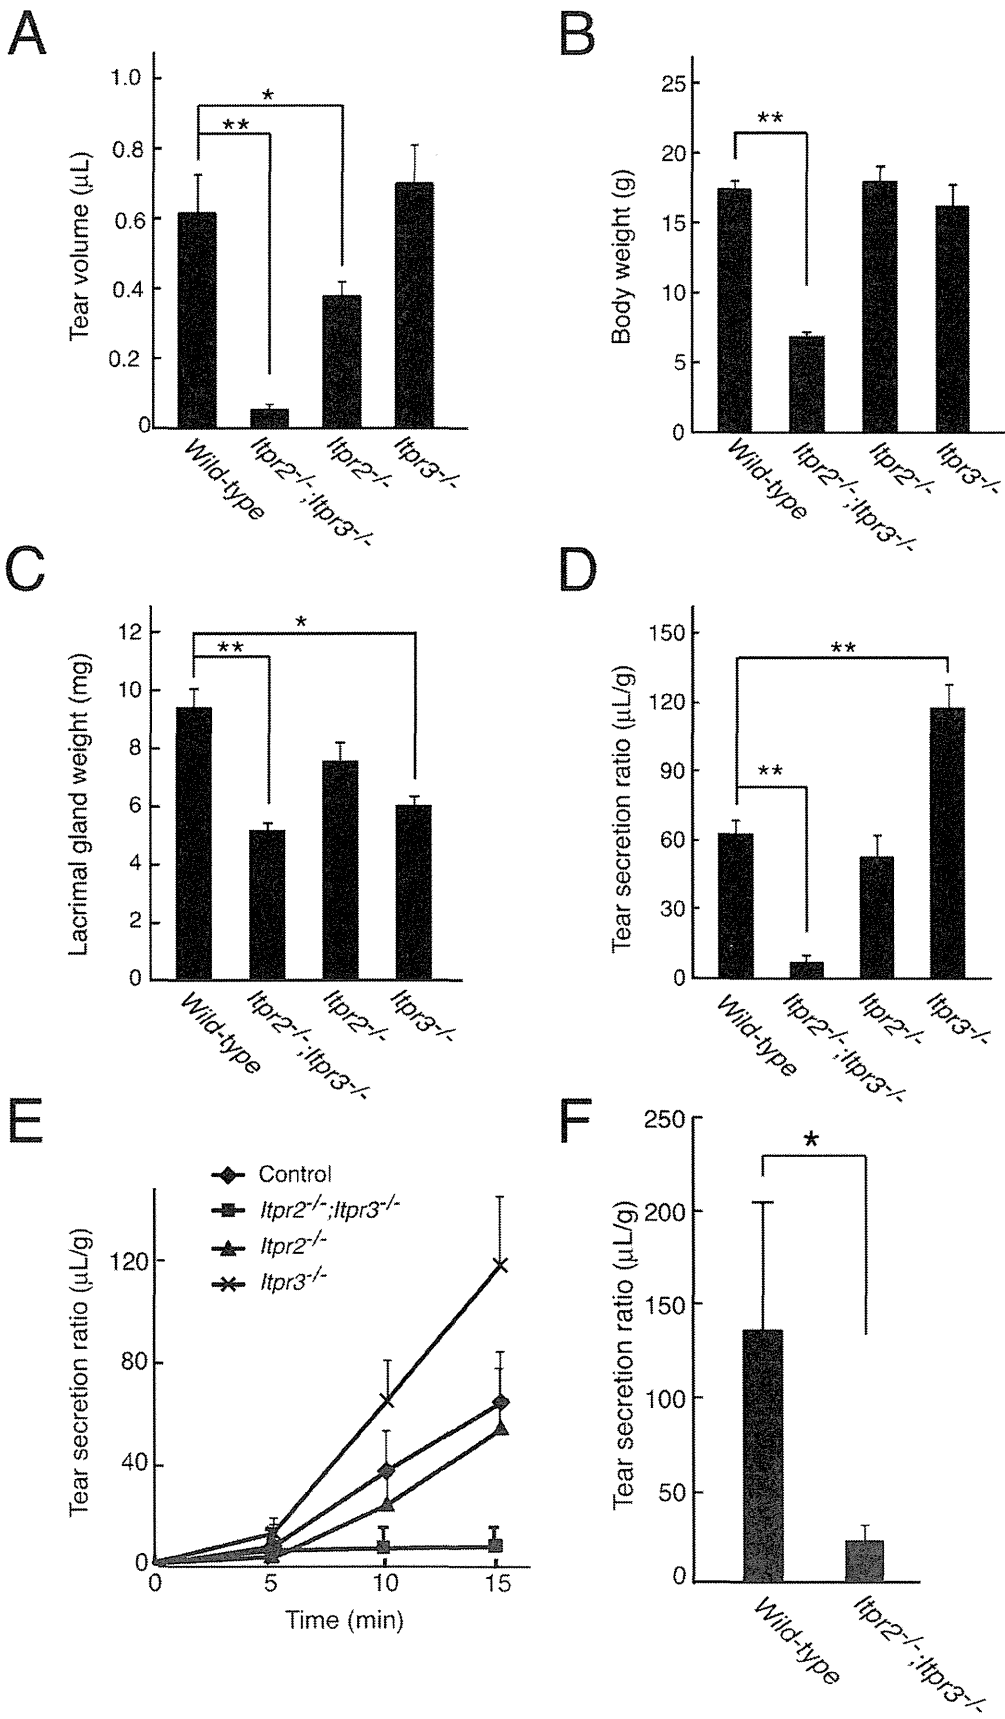 A
Tear volume (μL)
1.0
0.8
0.6
0.4
0.2
0
*
**
Wild-type
Itpr2-/-;Itpr3-/-
Itpr2-/-
Itpr3-/-
B
Body weight (g)
25
20
15
10
5
0
**
Wild-type
Itpr2-/-;Itpr3-/-
Itpr2-/-
Itpr3-/-
C
Lacrimal gland weight (mg)
12
10
8
6
4
2
0
*
**
Wild-type
Itpr2-/-;Itpr3-/-
Itpr2-/-
Itpr3-/-
D
Tear secretion ratio (μL/g)
150
120
90
60
30
0
**
**
Wild-type
Itpr2-/-;Itpr3-/-
Itpr2-/-
Itpr3-/-
E
Control
Itpr2-/-;Itpr3-/-
Itpr2-/-
Itpr3-/-
Tear secretion ratio (μL/g)
120
80
40
0
0 5 10 15
Time (min)
F
Tear secretion ratio (μL/g)
250
200
150
100
50
0
*
Wild-type
Itpr2-/-;Itpr3-/-